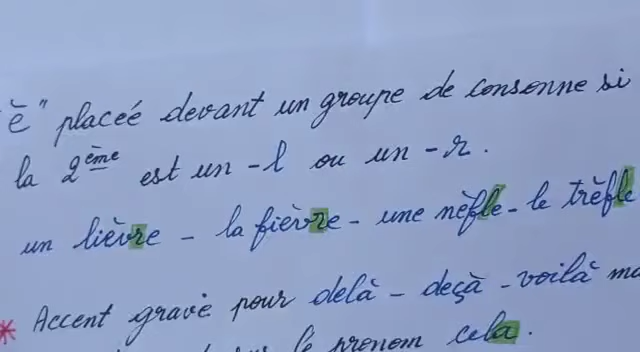 "è" placée devant un groupe de consonne si
la 2ème est un -l ou un -r.
un lièvre - la fièvre - une nèfle - le trèfle
* Accent grave pour delà - deçà - voilà
le pronom cela.